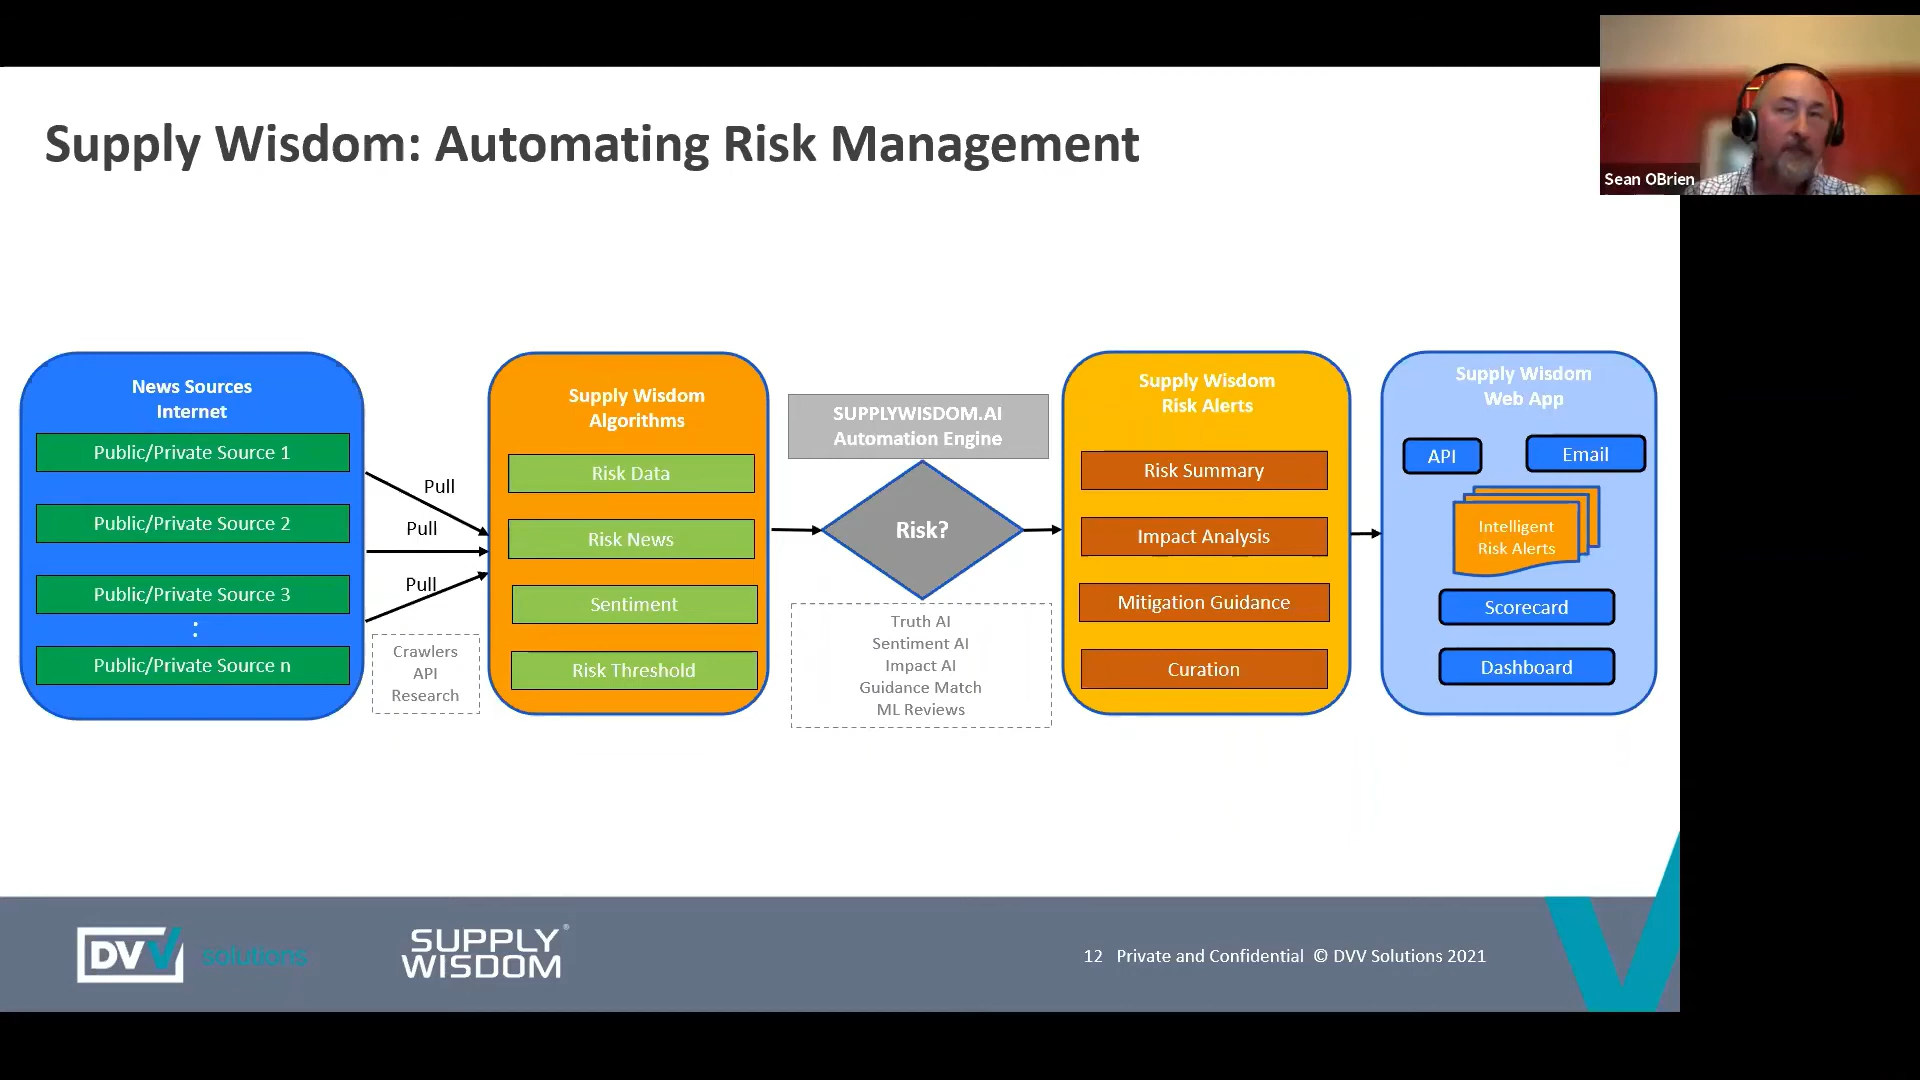 Supply Wisdom: Automating Risk Management
Sean OBrien
News Sources
Internet
Public/Private Source 1
Public/Private Source 2
Public/Private Source 3
:
Public/Private Source n
Pull
Pull
Pull
Crawlers
API
Research
Supply Wisdom
Algorithms
Risk Data
Risk News
Sentiment
Risk Threshold
SUPPLYWISDOM.AI
Automation Engine
Risk?
Truth AI
Sentiment AI
Impact AI
Guidance Match
ML Reviews
Supply Wisdom
Risk Alerts
Risk Summary
Impact Analysis
Mitigation Guidance
Curation
Supply Wisdom
Web App
API
Email
Intelligent
Risk Alerts
Scorecard
Dashboard
DVV solutions
SUPPLY
WISDOM®
12 Private and Confidential © DVV Solutions 2021